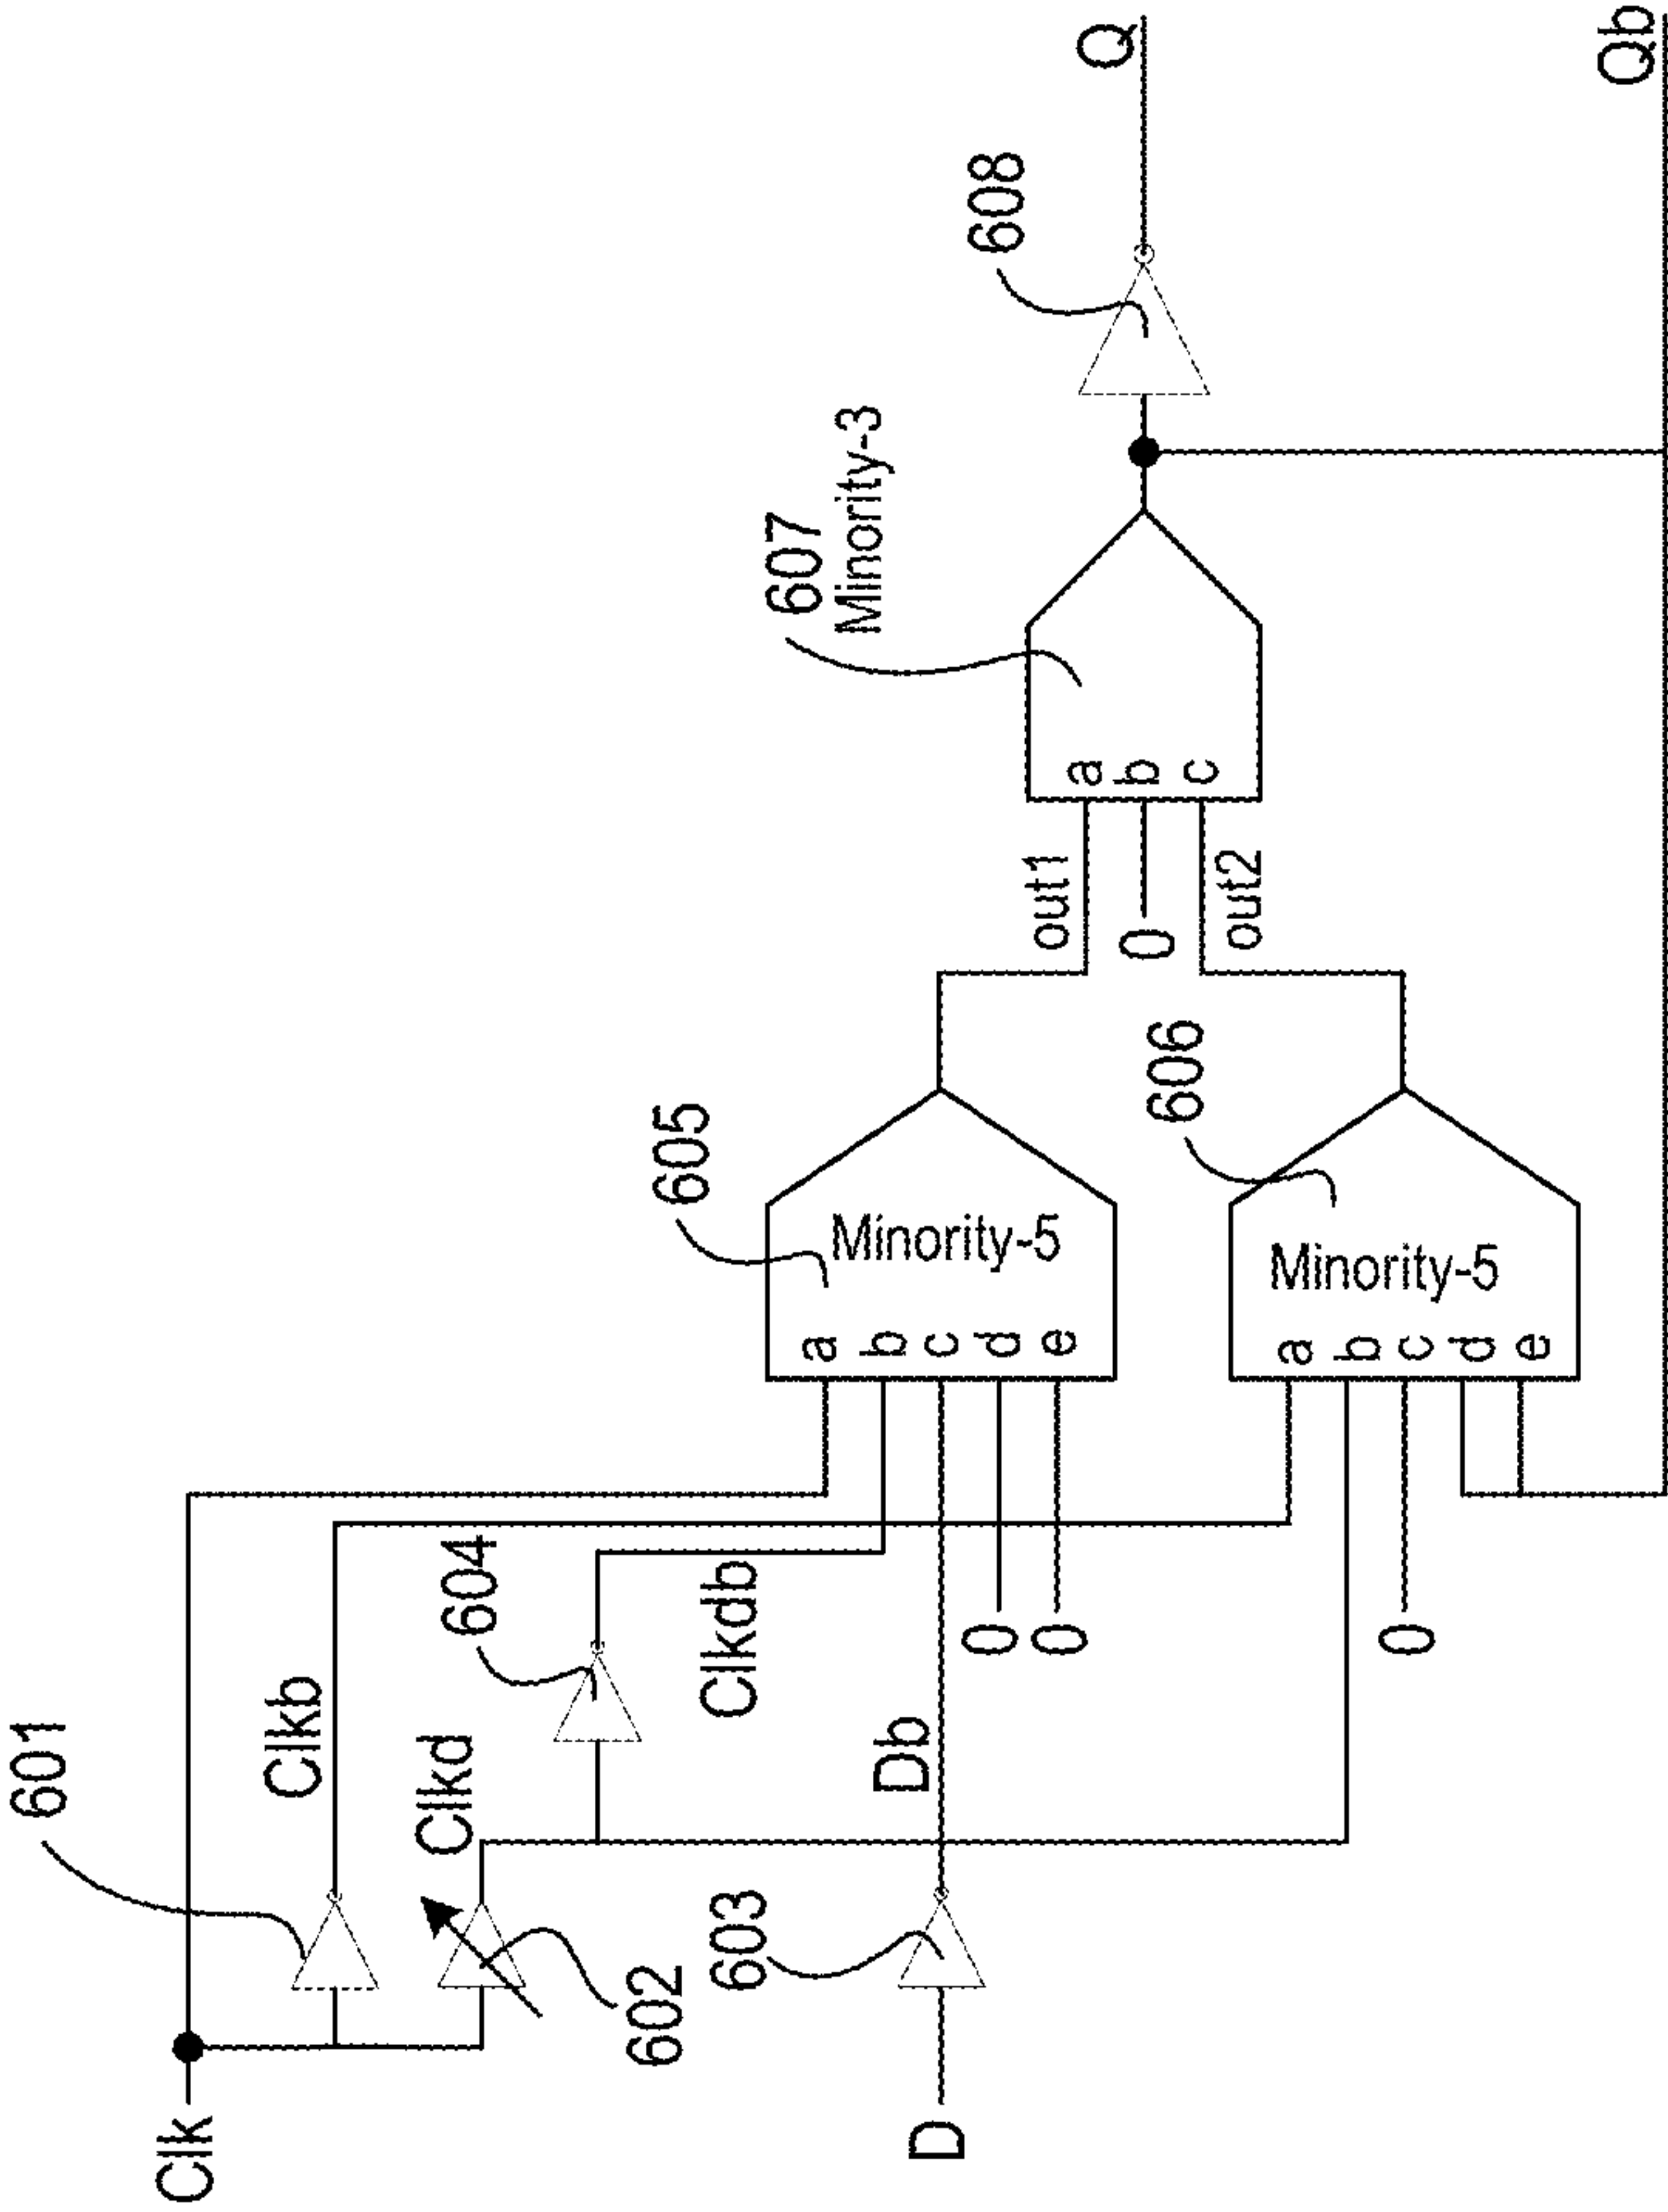 Clk
601
Clkb
Clkd
602
604
Clkdb
603
D
Db
0
0
0
605
Minority-5
a
b
c
d
e
606
Minority-5
a
b
c
d
e
out1
0
out2
607
Minority-3
a
b
c
608
Q
Qb